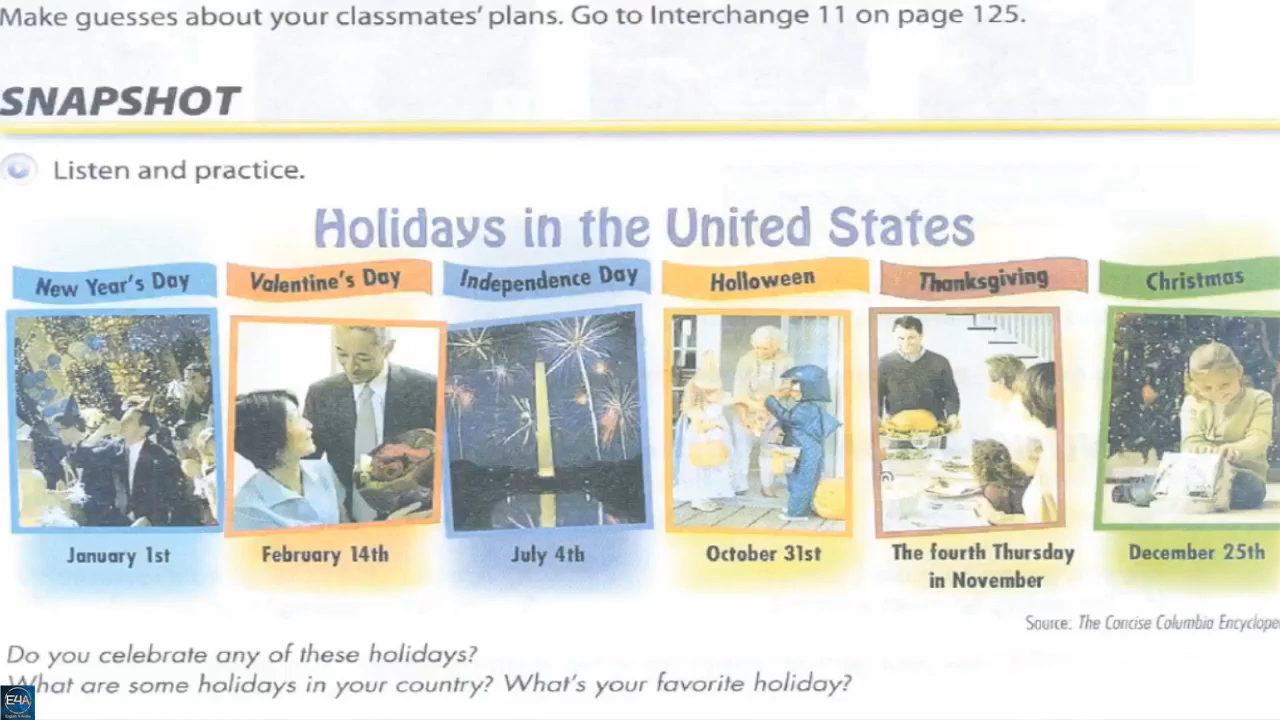 Make guesses about your classmates' plans. Go to Interchange 11 on page 125.
SNAPSHOT
Listen and practice.
Holidays in the United States
New Year's Day
Valentine's Day
Independence Day
Holloween
Thanksgiving
Christmas
January 1st
February 14th
July 4th
October 31st
The fourth Thursday
in November
December 25th
Source: The Concise Columbia Encyclope
Do you celebrate any of these holidays?
What are some holidays in your country? What's your favorite holiday?
E4A